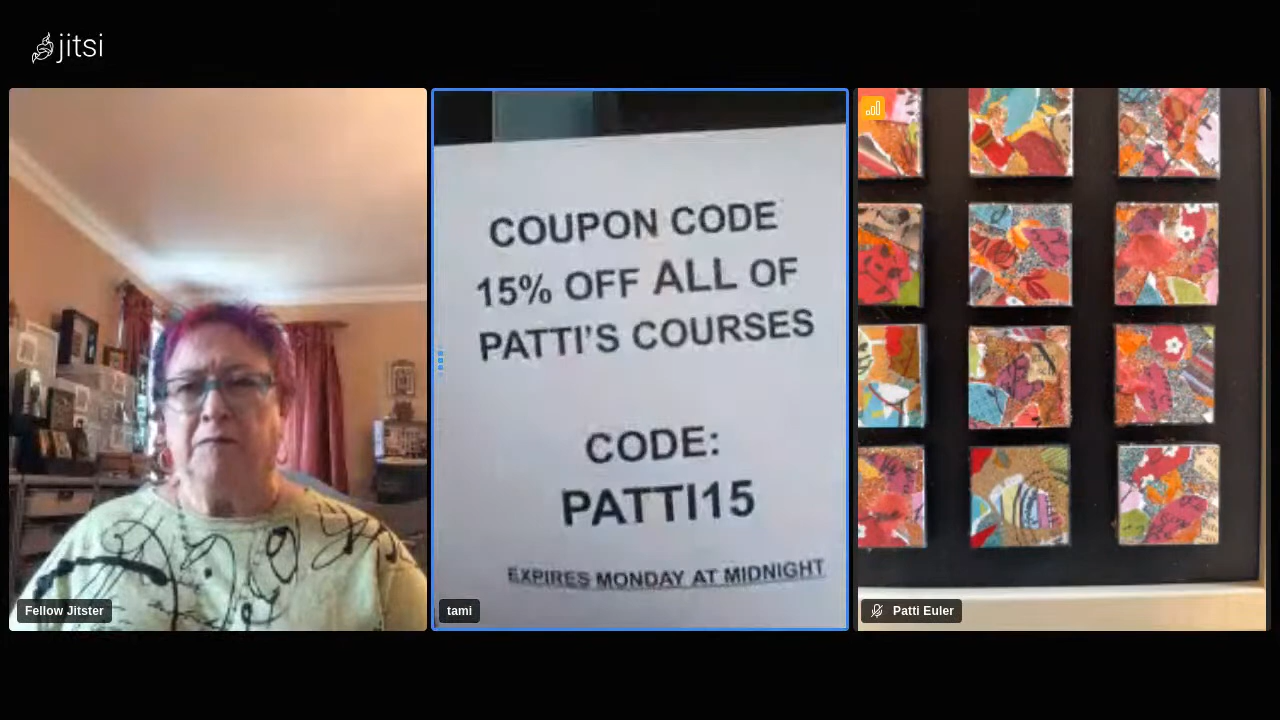 jitsi
COUPON CODE
15% OFF ALL OF
PATTI'S COURSES
CODE:
PATTI15
EXPIRES MONDAY AT MIDNIGHT
Fellow Jitster
tami
Patti Euler